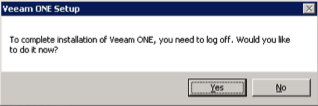 Veeam ONE Setup
To complete installation of Veeam ONE, you need to log off. Would you like
to do it now?
Yes
No